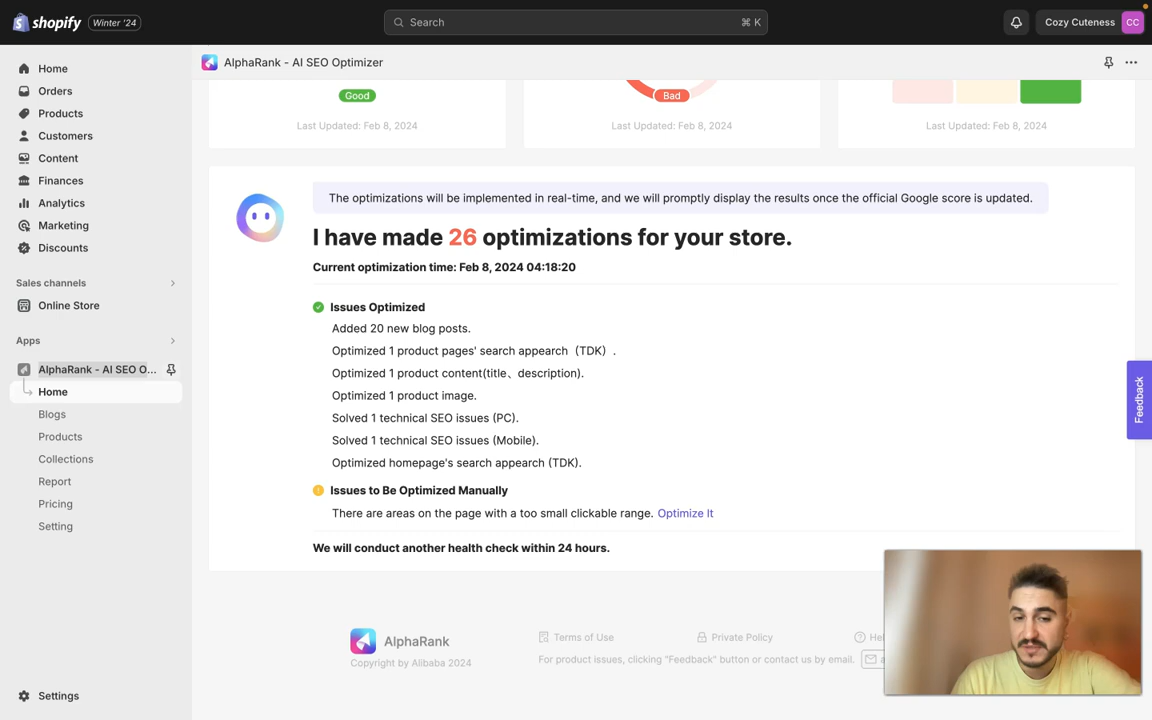 shopify Winter '24 Search ⌘ K Cozy Cuteness CC
AlphaRank - AI SEO Optimizer
Home
Orders
Products
Customers
Content
Finances
Analytics
Marketing
Discounts
Sales channels
Online Store
Apps
AlphaRank - AI SEO O...
Home
Blogs
Products
Collections
Report
Pricing
Setting
Settings
Good Bad
Last Updated: Feb 8, 2024 Last Updated: Feb 8, 2024 Last Updated: Feb 8, 2024
The optimizations will be implemented in real-time, and we will promptly display the results once the official Google score is updated.
I have made 26 optimizations for your store.
Current optimization time: Feb 8, 2024 04:18:20
Issues Optimized
Added 20 new blog posts.
Optimized 1 product pages' search appearch（TDK）.
Optimized 1 product content(title、description).
Optimized 1 product image.
Solved 1 technical SEO issues (PC).
Solved 1 technical SEO issues (Mobile).
Optimized homepage's search appearch (TDK).
Issues to Be Optimized Manually
There are areas on the page with a too small clickable range. Optimize It
We will conduct another health check within 24 hours.
Feedback
AlphaRank
Copyright by Alibaba 2024
Terms of Use Private Policy
For product issues, clicking "Feedback" button or contact us by email.